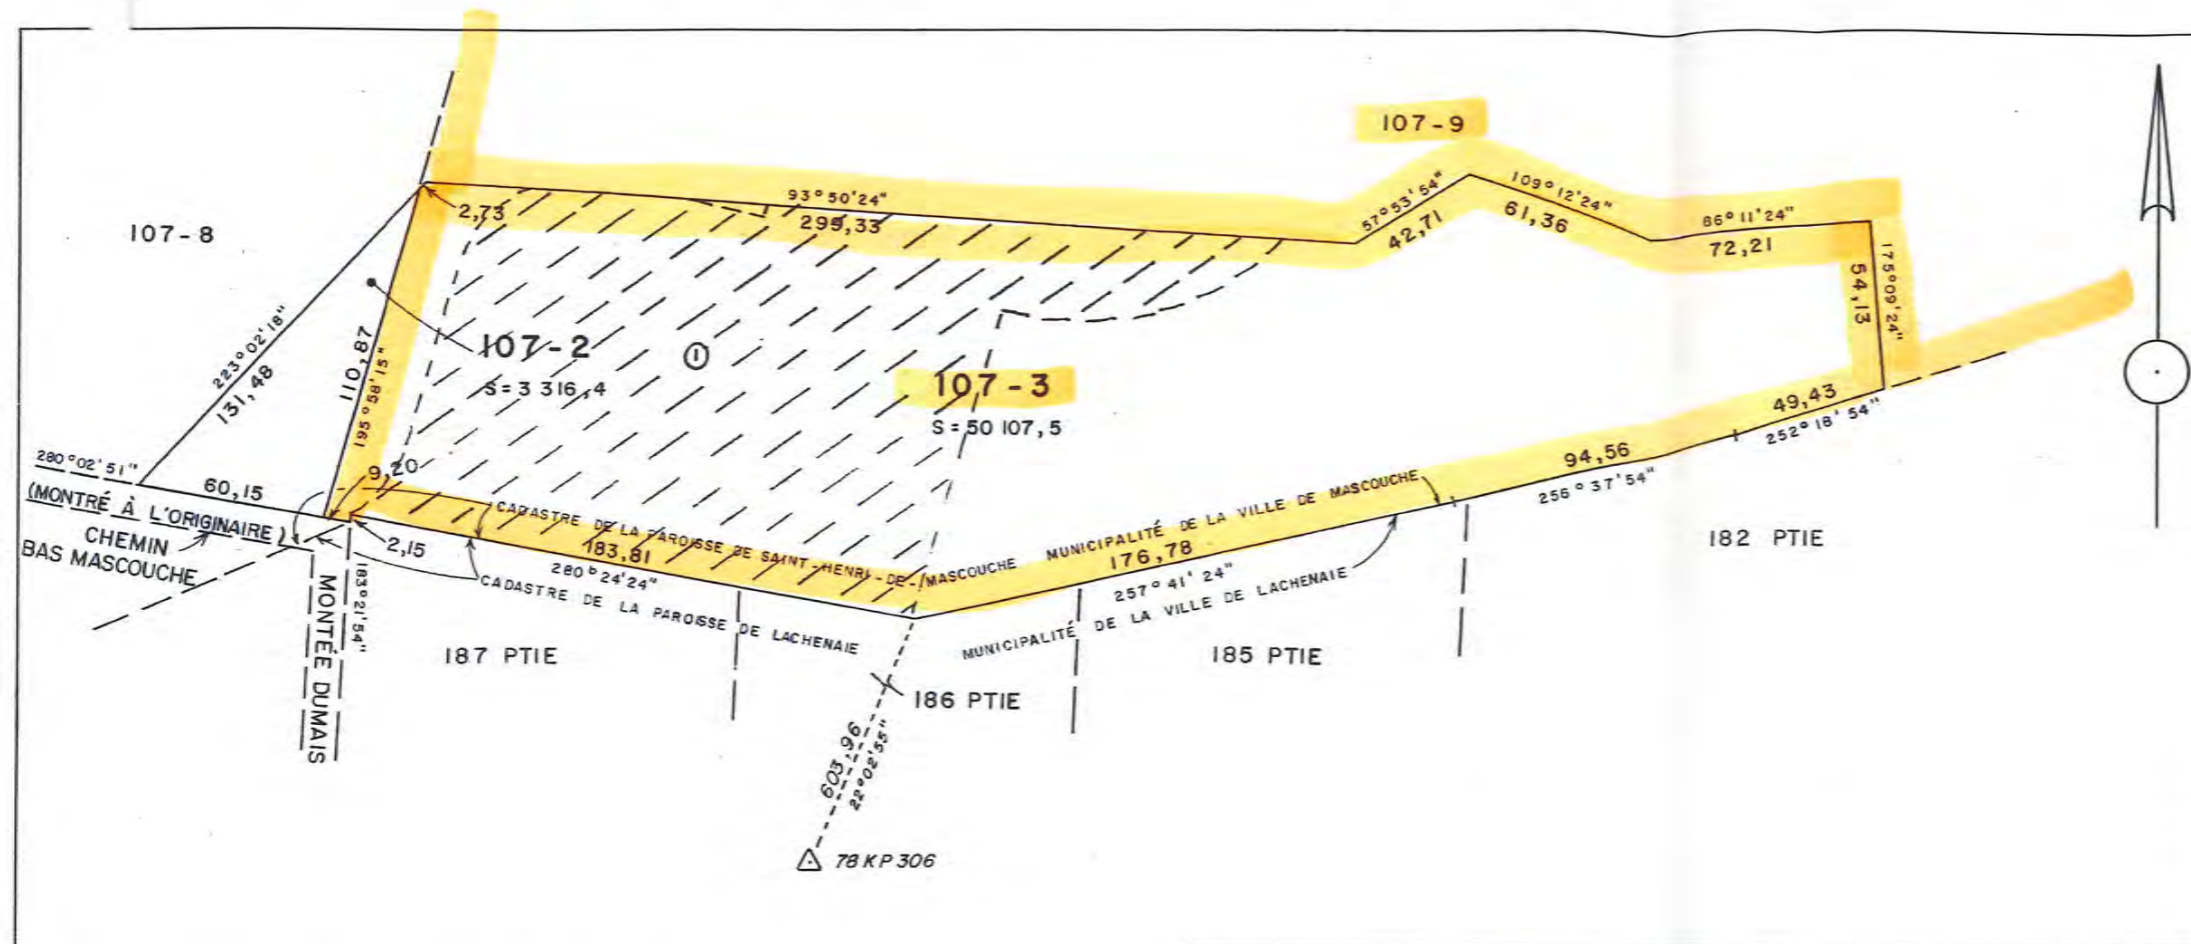 107-9
93°50'24"
299,33
2,73
57°53'54"
42,71
109°12'24"
61,36
86°11'24"
72,21
175°09'24"
54,13
107-8
223°02'18"
131,48
110,87
195°58'15"
107-2
S=3 316,4
1
107-3
S=50 107,5
49,43
252°18'54"
94,56
256°37'54"
280°02'51"
60,15
9,20
(MONTRÉ À L'ORIGINAIRE)
CHEMIN
BAS MASCOUCHE
2,15
CADASTRE DE LA PAROISSE DE SAINT-HENRI-DE-MASCOUCHE
183,81
280°24'24"
CADASTRE DE LA PAROISSE DE LACHENAIE
MUNICIPALITÉ DE LA VILLE DE MASCOUCHE
176,78
257°41'24"
MUNICIPALITÉ DE LA VILLE DE LACHENAIE
182 PTIE
MONTÉE DUMAIS
183°21'54"
187 PTIE
186 PTIE
185 PTIE
603,96
22°02'55"
78KP306